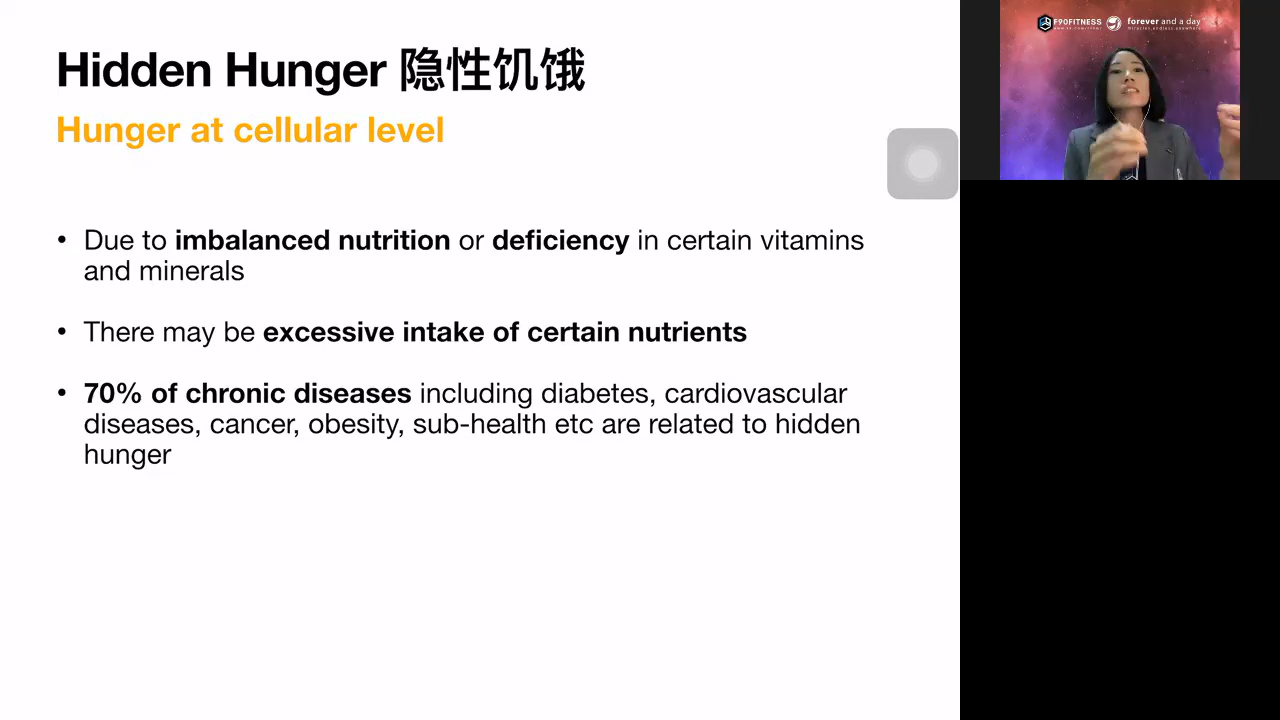 Hidden Hunger 隐性饥饿
Hunger at cellular level
• Due to imbalanced nutrition or deficiency in certain vitamins
and minerals
• There may be excessive intake of certain nutrients
• 70% of chronic diseases including diabetes, cardiovascular
diseases, cancer, obesity, sub-health etc are related to hidden
hunger
F90FITNESS forever and a day